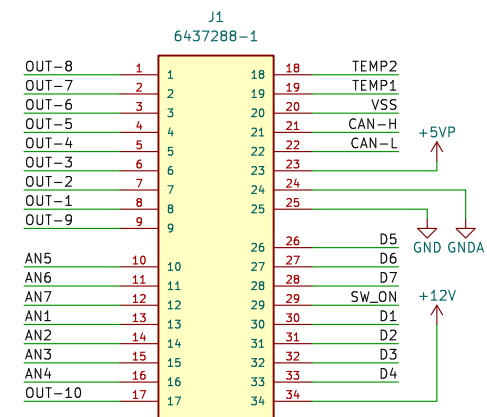 J1
6437288-1
OUT-8 1 1 18 18 TEMP2
OUT-7 2 2 19 19 TEMP1
OUT-6 3 3 20 20 VSS
OUT-5 4 4 21 21 CAN-H
OUT-4 5 5 22 22 CAN-L
+5VP
OUT-3 6 6 23 23
OUT-2 7 7 24 24
OUT-1 8 8 25 25
OUT-9 9 9
GND GNDA
26 26 D5
AN5 10 10 27 27 D6
AN6 11 11 28 28 D7
AN7 12 12 29 29 SW_ON
+12V
AN1 13 13 30 30 D1
AN2 14 14 31 31 D2
AN3 15 15 32 32 D3
AN4 16 16 33 33 D4
OUT-10 17 17 34 34